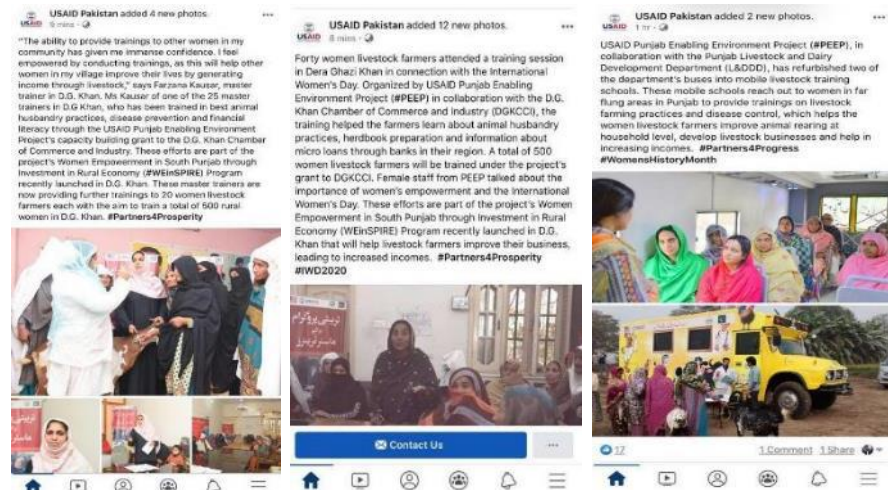 USAID Pakistan added 4 new photos.
9 mins
"The ability to provide trainings to other women in my
community has given me immense confidence. I feel
empowered by conducting trainings, as this will help other
women in my village improve their lives by generating
income through livestock," says Farzana Kausar, master
trainer in D.G. Khan. Ms Kausar is one of the 25 master
trainers in D.G Khan, who has been trained in best animal
husbandry practices, disease prevention and financial
literacy through the USAID Punjab Enabling Environment
Project's capacity building grant to the D.G. Khan Chamber
of Commerce and Industry. These efforts are part of the
project's Women Empowerment in South Punjab through
Investment in Rural Economy (#WEinSPIRE) Program
recently launched in D.G. Khan. These master trainers are
now providing further trainings to 20 women livestock
farmers each with the aim to train a total of 500 rural
women in D.G. Khan. #Partners4Prosperity
USAID Pakistan added 12 new photos.
8 mins
Forty women livestock farmers attended a training session
in Dera Ghazi Khan in connection with the International
Women's Day. Organized by USAID Punjab Enabling
Environment Project (#PEEP) in collaboration with the D.G.
Khan Chamber of Commerce and Industry (DGKCCI), the
training helped the farmers learn about animal husbandry
practices, herdbook preparation and information about
micro loans through banks in their region. A total of 500
women livestock farmers will be trained under the project's
grant to DGKCCI. Female staff from PEEP talked about the
importance of women's empowerment and the International
Women's Day. These efforts are part of the project's Women
Empowerment in South Punjab through Investment in Rural
Economy (WEinSPIRE) Program recently launched in D.G.
Khan that will help livestock farmers improve their business,
leading to increased incomes. #Partners4Prosperity
#IWD2020
تربیتی پروگرام
برائے
ماسٹر ٹرینرز
Contact Us
USAID Pakistan added 2 new photos.
1 hr
USAID Punjab Enabling Environment Project (#PEEP), in
collaboration with the Punjab Livestock and Dairy
Development Department (L&DDD), has refurbished two of
the department's buses into mobile livestock training
schools. These mobile schools reach out to women in far
flung areas in Punjab to provide trainings on livestock
farming practices and disease control, which helps the
women livestock farmers improve animal rearing at
household level, develop livestock businesses and help in
increasing incomes. #Partners4Progress
#WomensHistoryMonth
17
1 Comment 1 Share